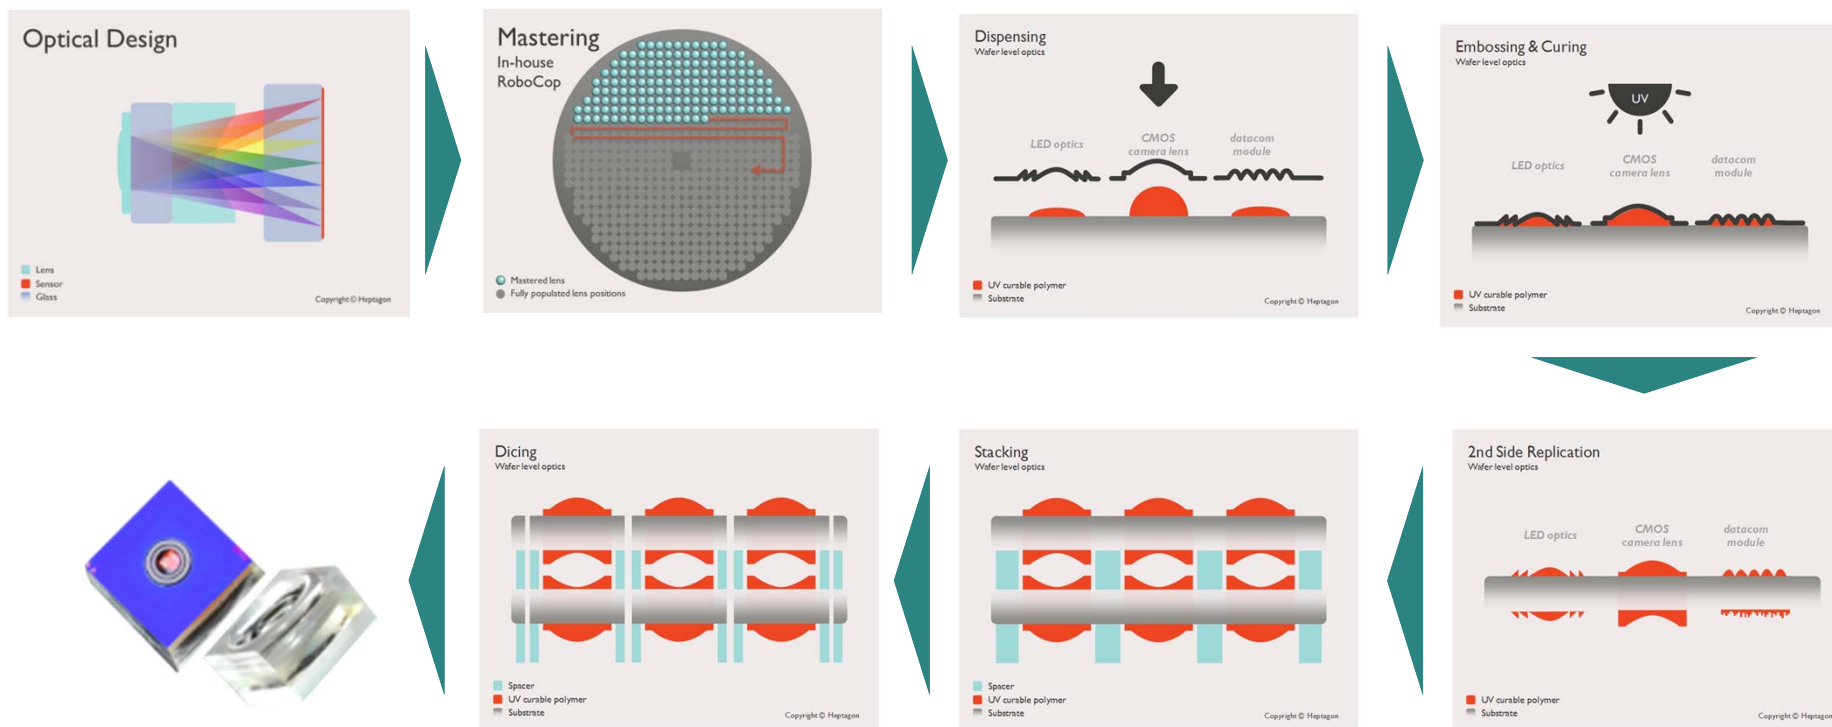 Optical Design
Lens
Sensor
Glass
Copyright © Heptagon
Mastering
In-house
RoboCop
Mastered lens
Fully populated lens positions
Dispensing
Wafer level optics
LED optics
CMOS
camera lens
datacom
module
UV curable polymer
Substrate
Copyright © Heptagon
Embossing & Curing
Wafer level optics
UV
LED optics
CMOS
camera lens
datacom
module
UV curable polymer
Substrate
Copyright © Heptagon
2nd Side Replication
Wafer level optics
LED optics
CMOS
camera lens
datacom
module
UV curable polymer
Substrate
Copyright © Heptagon
Stacking
Wafer level optics
Spacer
UV curable polymer
Substrate
Copyright © Heptagon
Dicing
Wafer level optics
Spacer
UV curable polymer
Substrate
Copyright © Heptagon